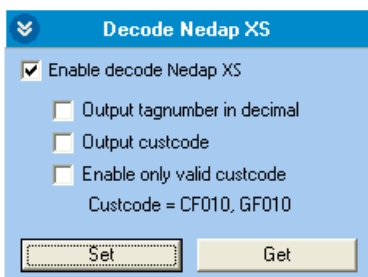 Decode Nedap XS
Enable decode Nedap XS
Output tagnumber in decimal
Output custcode
Enable only valid custcode
Custcode = CF010, GF010
Set Get